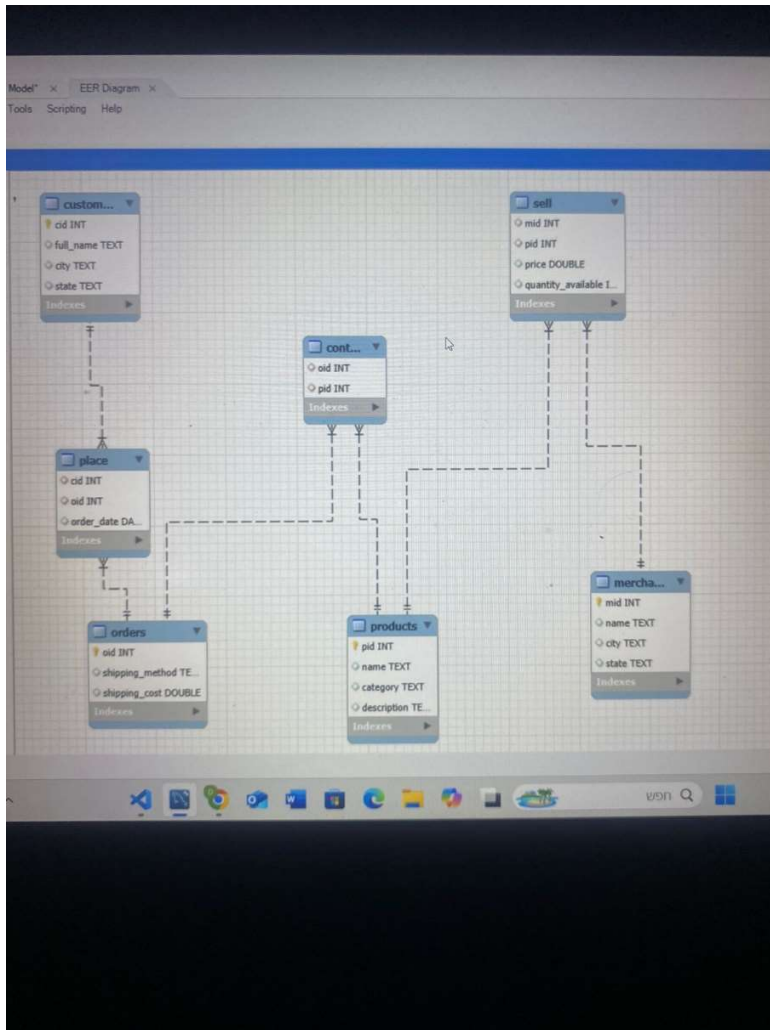 Model* × EER Diagram ×
Tools Scripting Help
custom...
cid INT
full_name TEXT
city TEXT
state TEXT
Indexes
sell
mid INT
pid INT
price DOUBLE
quantity_available I...
Indexes
cont...
oid INT
pid INT
Indexes
place
cid INT
oid INT
order_date DA...
Indexes
orders
oid INT
shipping_method TE...
shipping_cost DOUBLE
Indexes
products
pid INT
name TEXT
category TEXT
description TE...
Indexes
mercha...
mid INT
name TEXT
city TEXT
state TEXT
Indexes
חפש